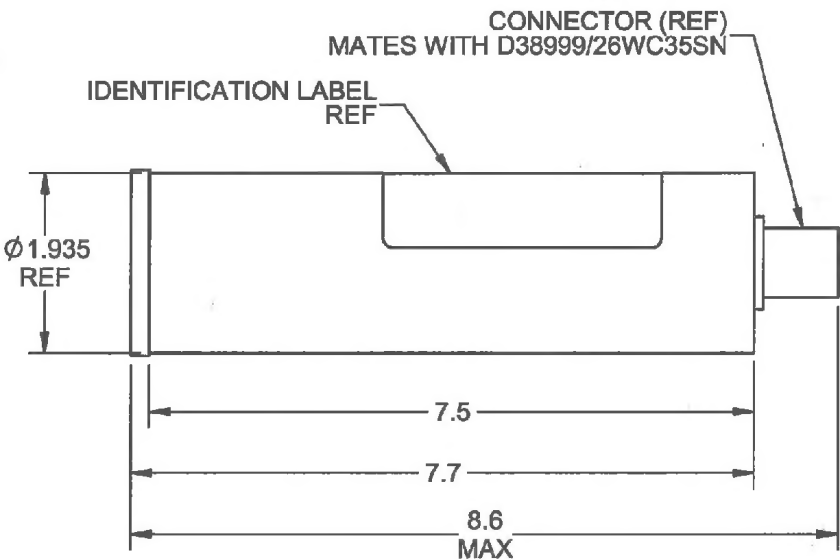 CONNECTOR (REF)
MATES WITH D38999/26WC35SN
IDENTIFICATION LABEL
REF
Ø1.935
REF
7.5
7.7
8.6
MAX